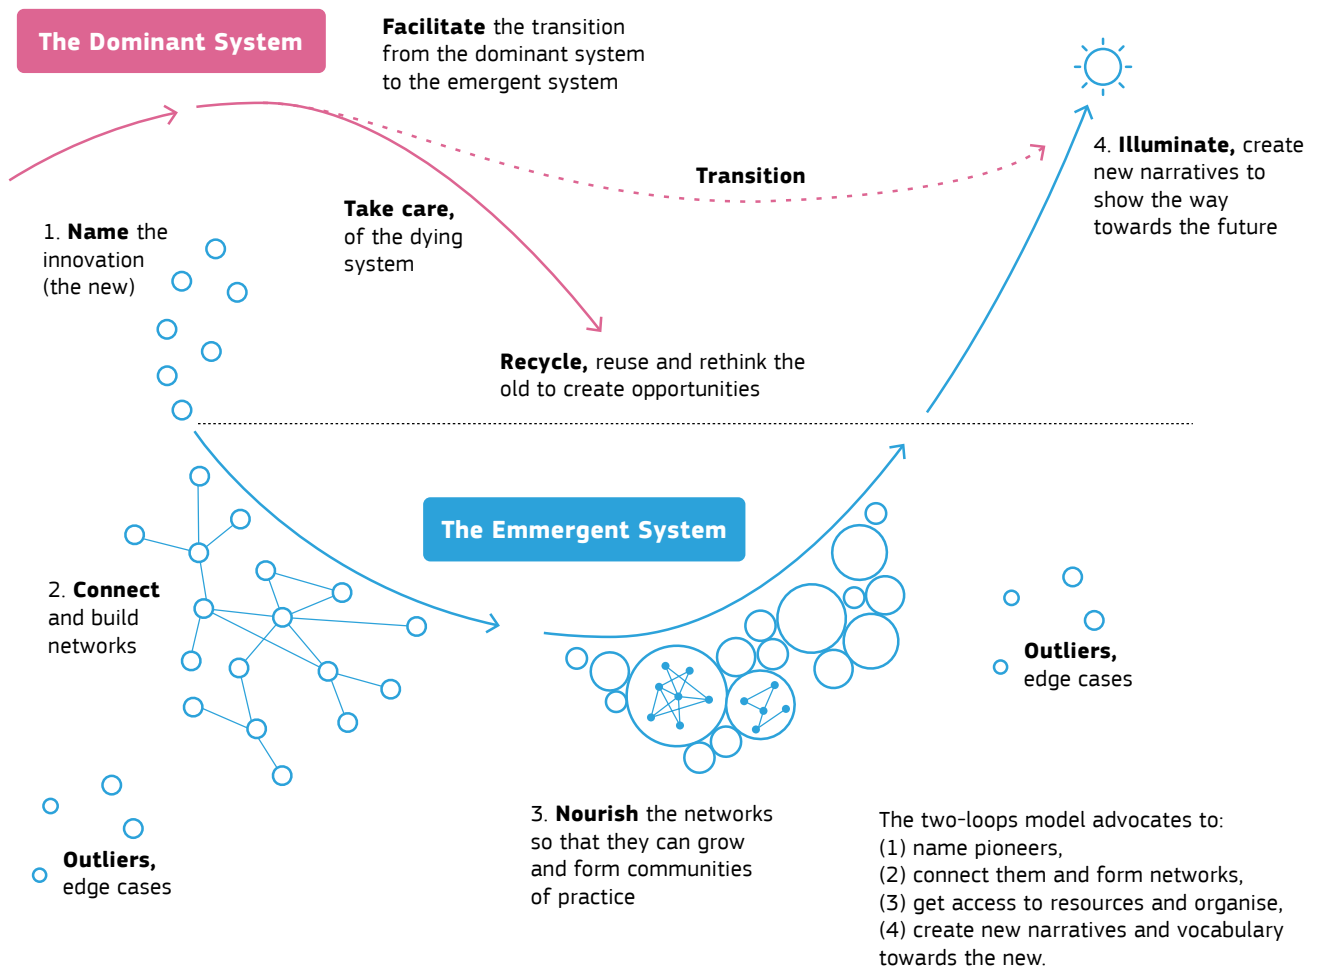 The Dominant System
Facilitate the transition
from the dominant system
to the emergent system
4. Illuminate, create
new narratives to
show the way
towards the future
Transition
Take care,
of the dying
system
1. Name the
innovation
(the new)
Recycle, reuse and rethink the
old to create opportunities
The Emmergent System
2. Connect
and build
networks
Outliers,
edge cases
Outliers,
edge cases
3. Nourish the networks
so that they can grow
and form communities
of practice
The two-loops model advocates to:
(1) name pioneers,
(2) connect them and form networks,
(3) get access to resources and organise,
(4) create new narratives and vocabulary
towards the new.